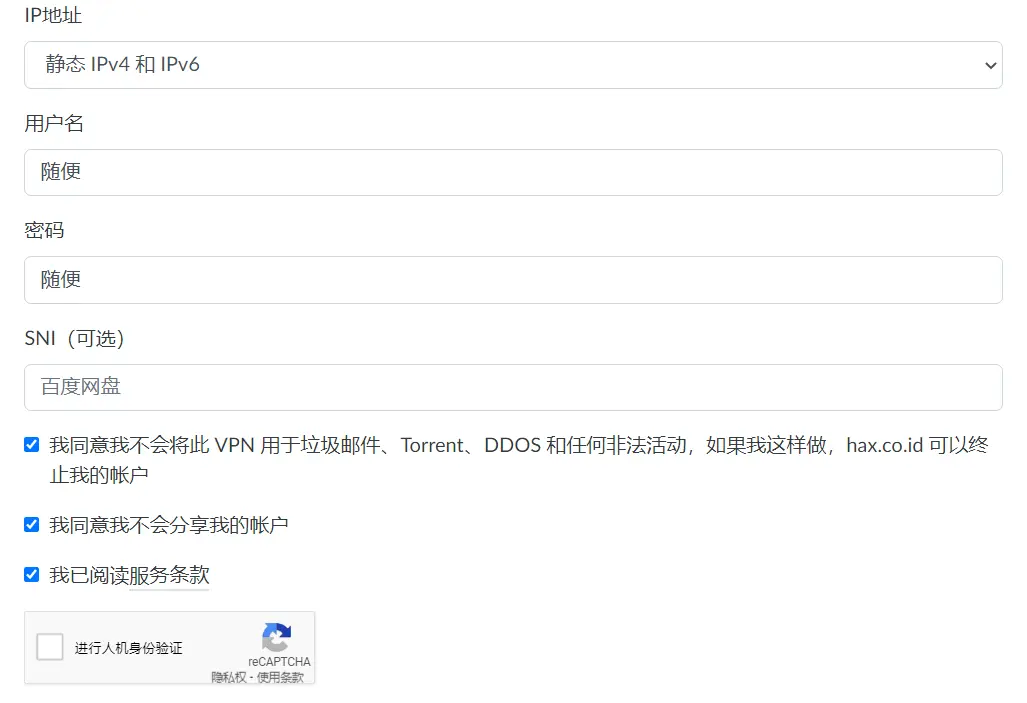 IP地址
静态 IPv4 和 IPv6
用户名
随便
密码
随便
SNI（可选）
百度网盘
我同意我不会将此 VPN 用于垃圾邮件、Torrent、DDOS 和任何非法活动，如果我这样做，hax.co.id 可以终
止我的帐户
我同意我不会分享我的帐户
我已阅读服务条款
进行人机身份验证
reCAPTCHA
隐私权 - 使用条款